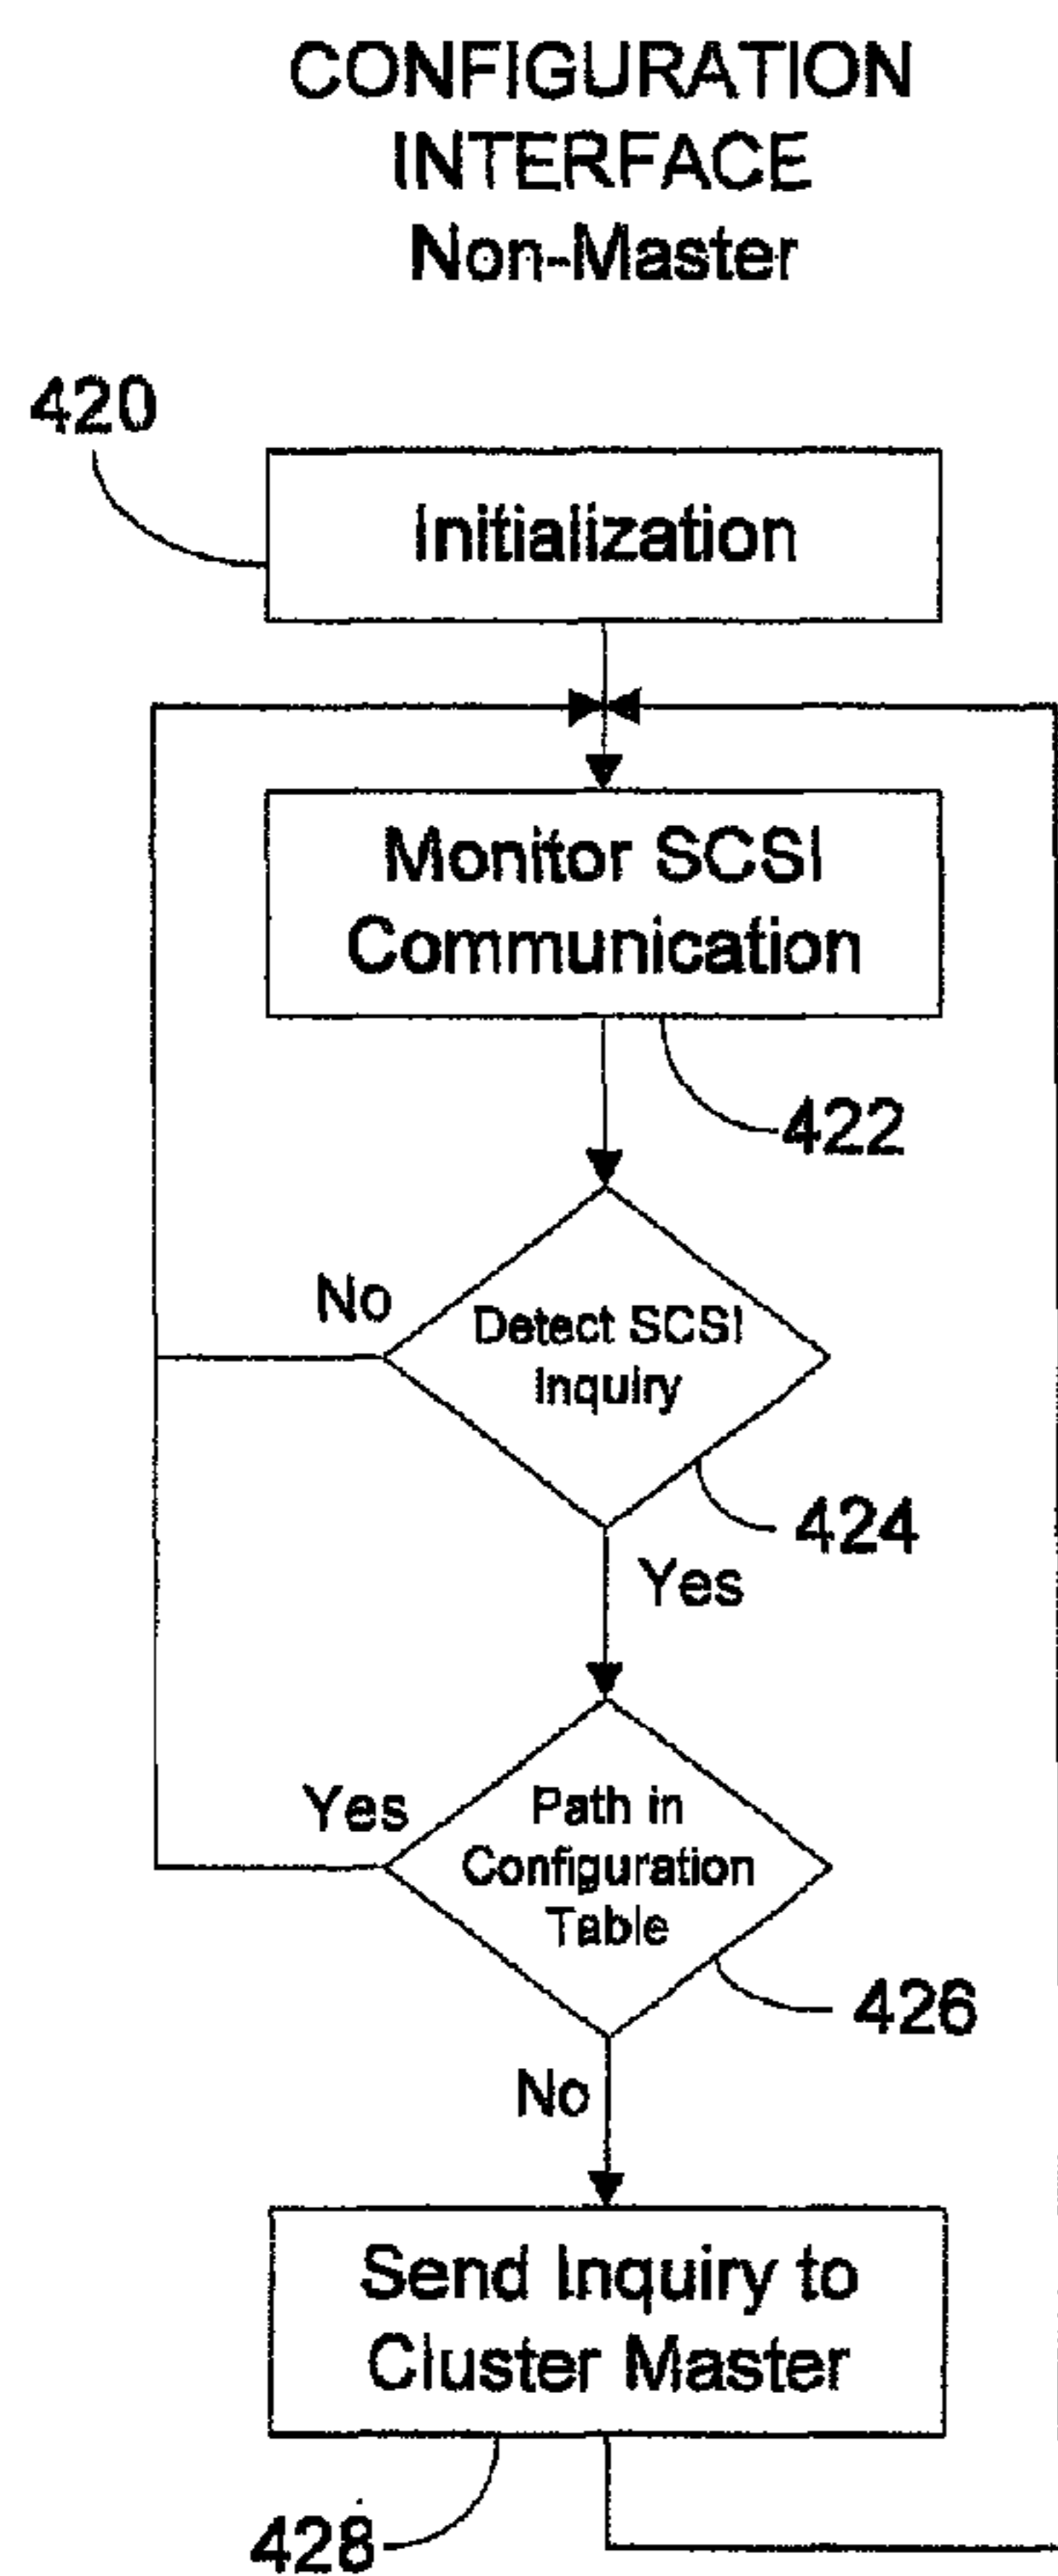 CONFIGURATION
INTERFACE
Non-Master
420
Initialization
Monitor SCSI
Communication
422
No
Detect SCSI
Inquiry
424
Yes
Yes
Path in
Configuration
Table
426
No
Send Inquiry to
Cluster Master
428